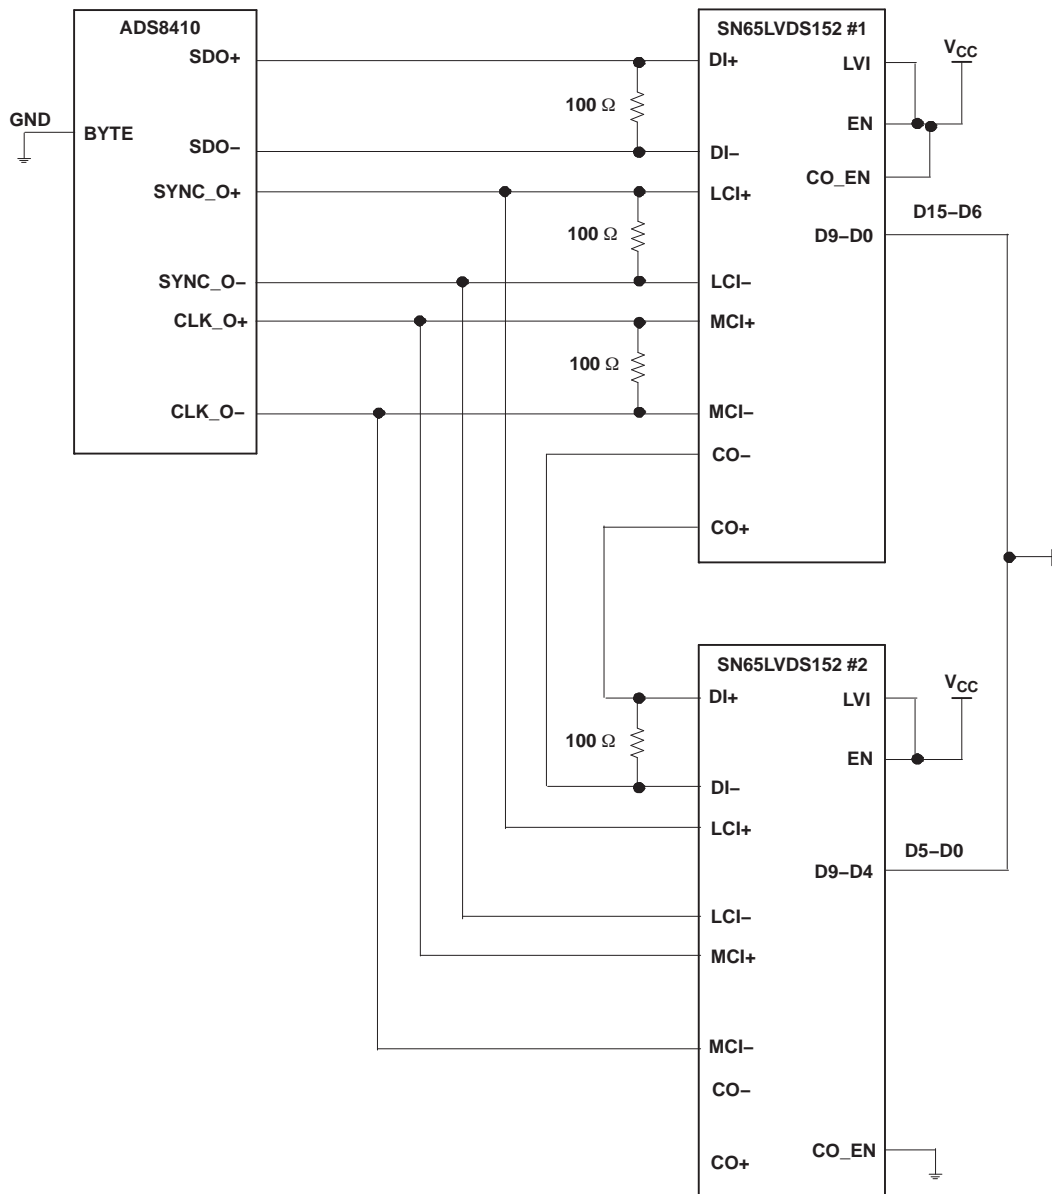 ADS8410
SDO+
GND
BYTE
SDO−
SYNC_O+
SYNC_O−
CLK_O+
CLK_O−
100 Ω
100 Ω
100 Ω
SN65LVDS152 #1
DI+
LVI
VCC
EN
DI−
CO_EN
LCI+
D15−D6
D9−D0
LCI−
MCI+
MCI−
CO−
CO+
SN65LVDS152 #2
DI+
LVI
VCC
100 Ω
EN
DI−
LCI+
D5−D0
D9−D4
LCI−
MCI+
MCI−
CO−
CO_EN
CO+